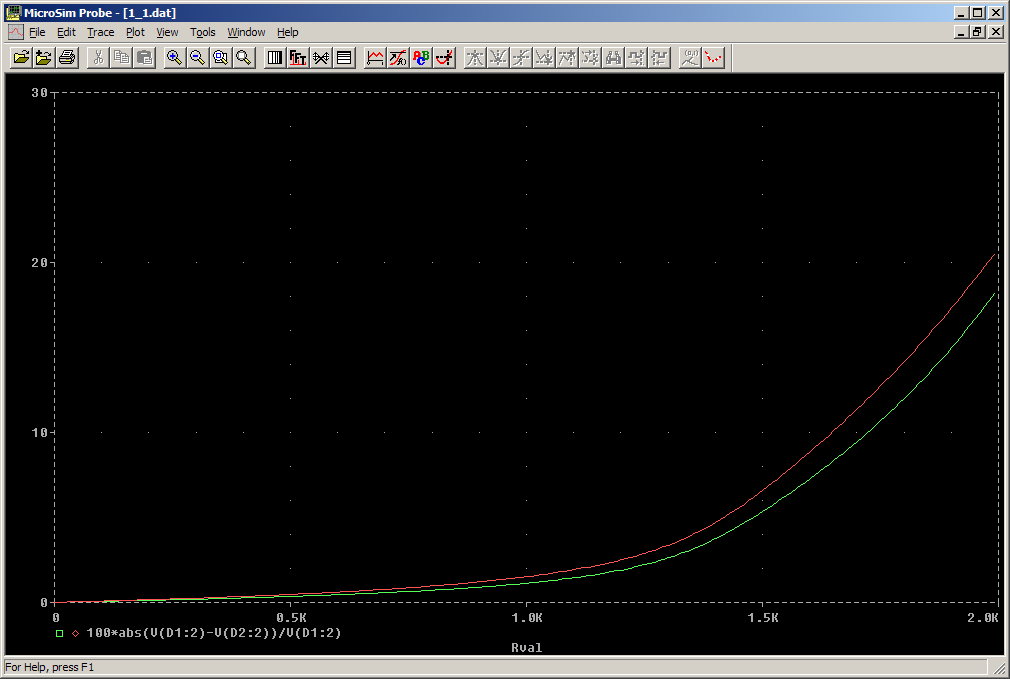 MicroSim Probe - [1_1.dat]
File Edit Trace Plot View Tools Window Help
30
20
10
0
0 0.5K 1.0K 1.5K 2.0K
100*abs(V(D1:2)-V(D2:2))/V(D1:2)
Rval
For Help, press F1